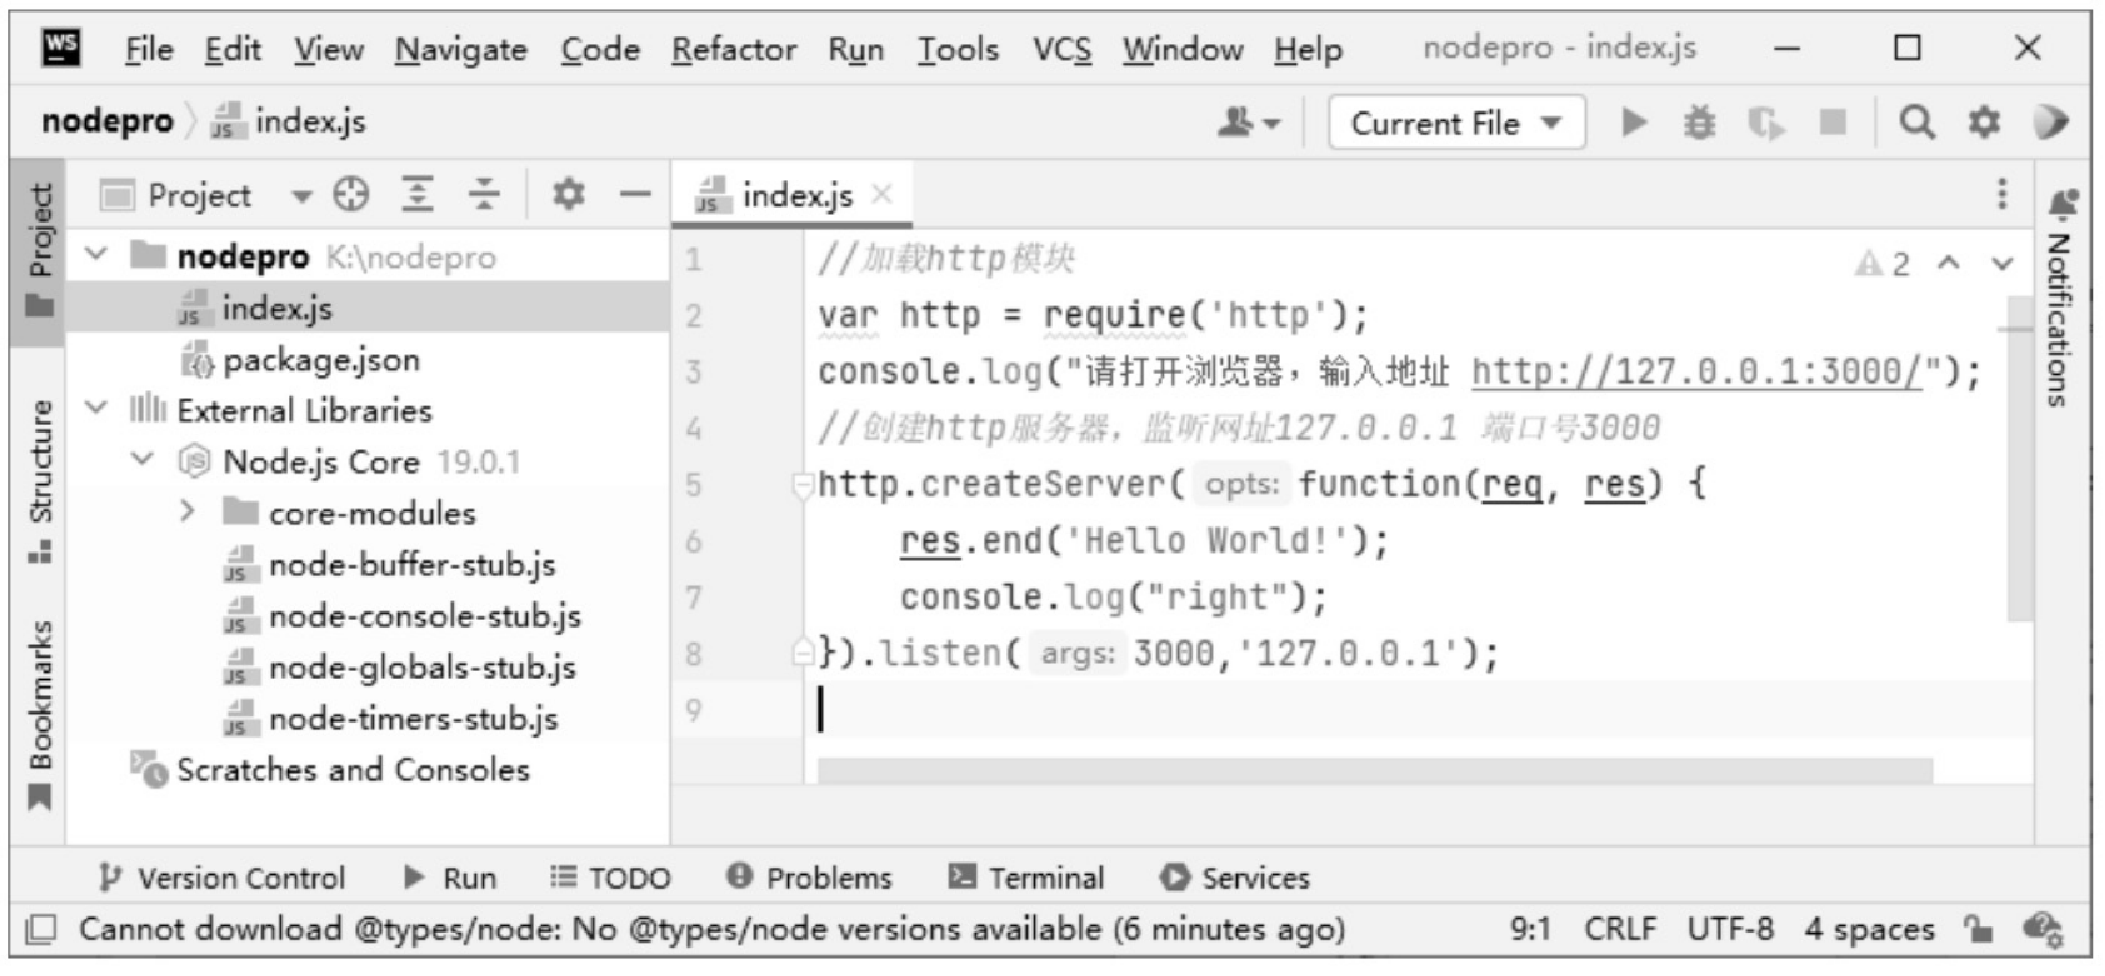 WS File Edit View Navigate Code Refactor Run Tools VCS Window Help nodepro - index.js
nodepro index.js Current File
Project
index.js
Project
Structure
Bookmarks
nodepro K:\nodepro
index.js
package.json
External Libraries
Node.js Core 19.0.1
core-modules
node-buffer-stub.js
node-console-stub.js
node-globals-stub.js
node-timers-stub.js
Scratches and Consoles
1 //加载http模块
2 var http = require('http');
3 console.log("请打开浏览器，输入地址 http://127.0.0.1:3000/");
4 //创建http服务器，监听网址127.0.0.1 端口号3000
5 http.createServer( opts: function(req, res) {
6 res.end('Hello World!');
7 console.log("right");
8 }).listen( args: 3000,'127.0.0.1');
9
2
Notifications
Version Control Run TODO Problems Terminal Services
Cannot download @types/node: No @types/node versions available (6 minutes ago) 9:1 CRLF UTF-8 4 spaces